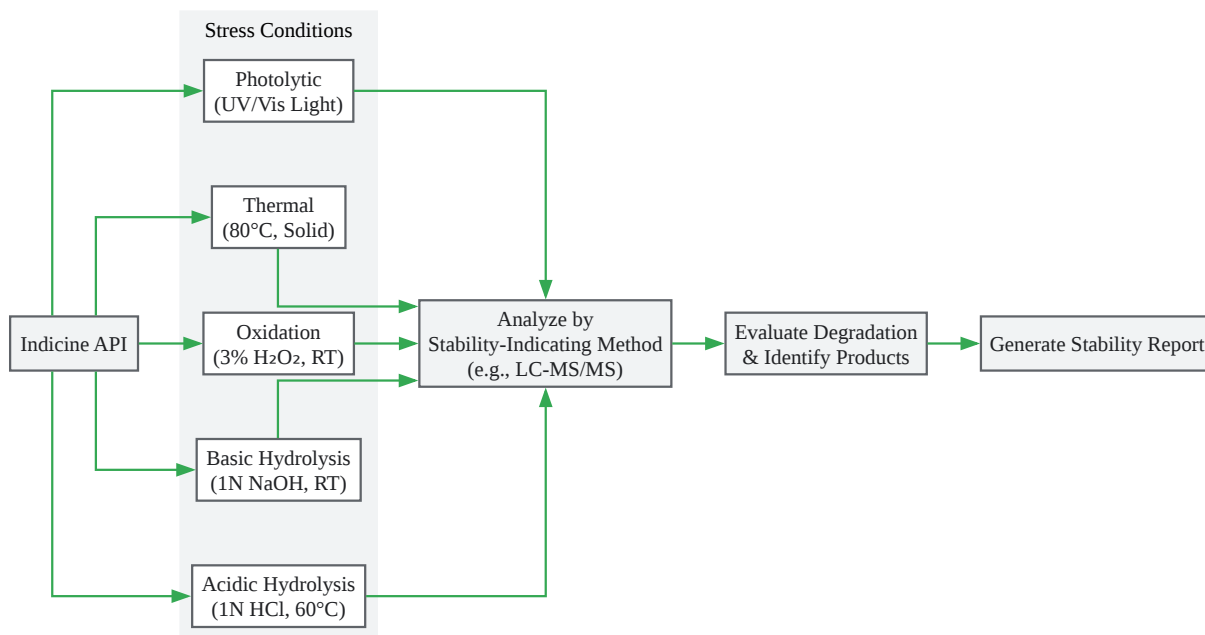 Stress Conditions
Photolytic
(UV/Vis Light)
Thermal
(80°C, Solid)
Indicine API
Oxidation
(3% H₂O₂, RT)
Analyze by
Stability-Indicating Method
(e.g., LC-MS/MS)
Evaluate Degradation
& Identify Products
Generate Stability Report
Basic Hydrolysis
(1N NaOH, RT)
Acidic Hydrolysis
(1N HCl, 60°C)